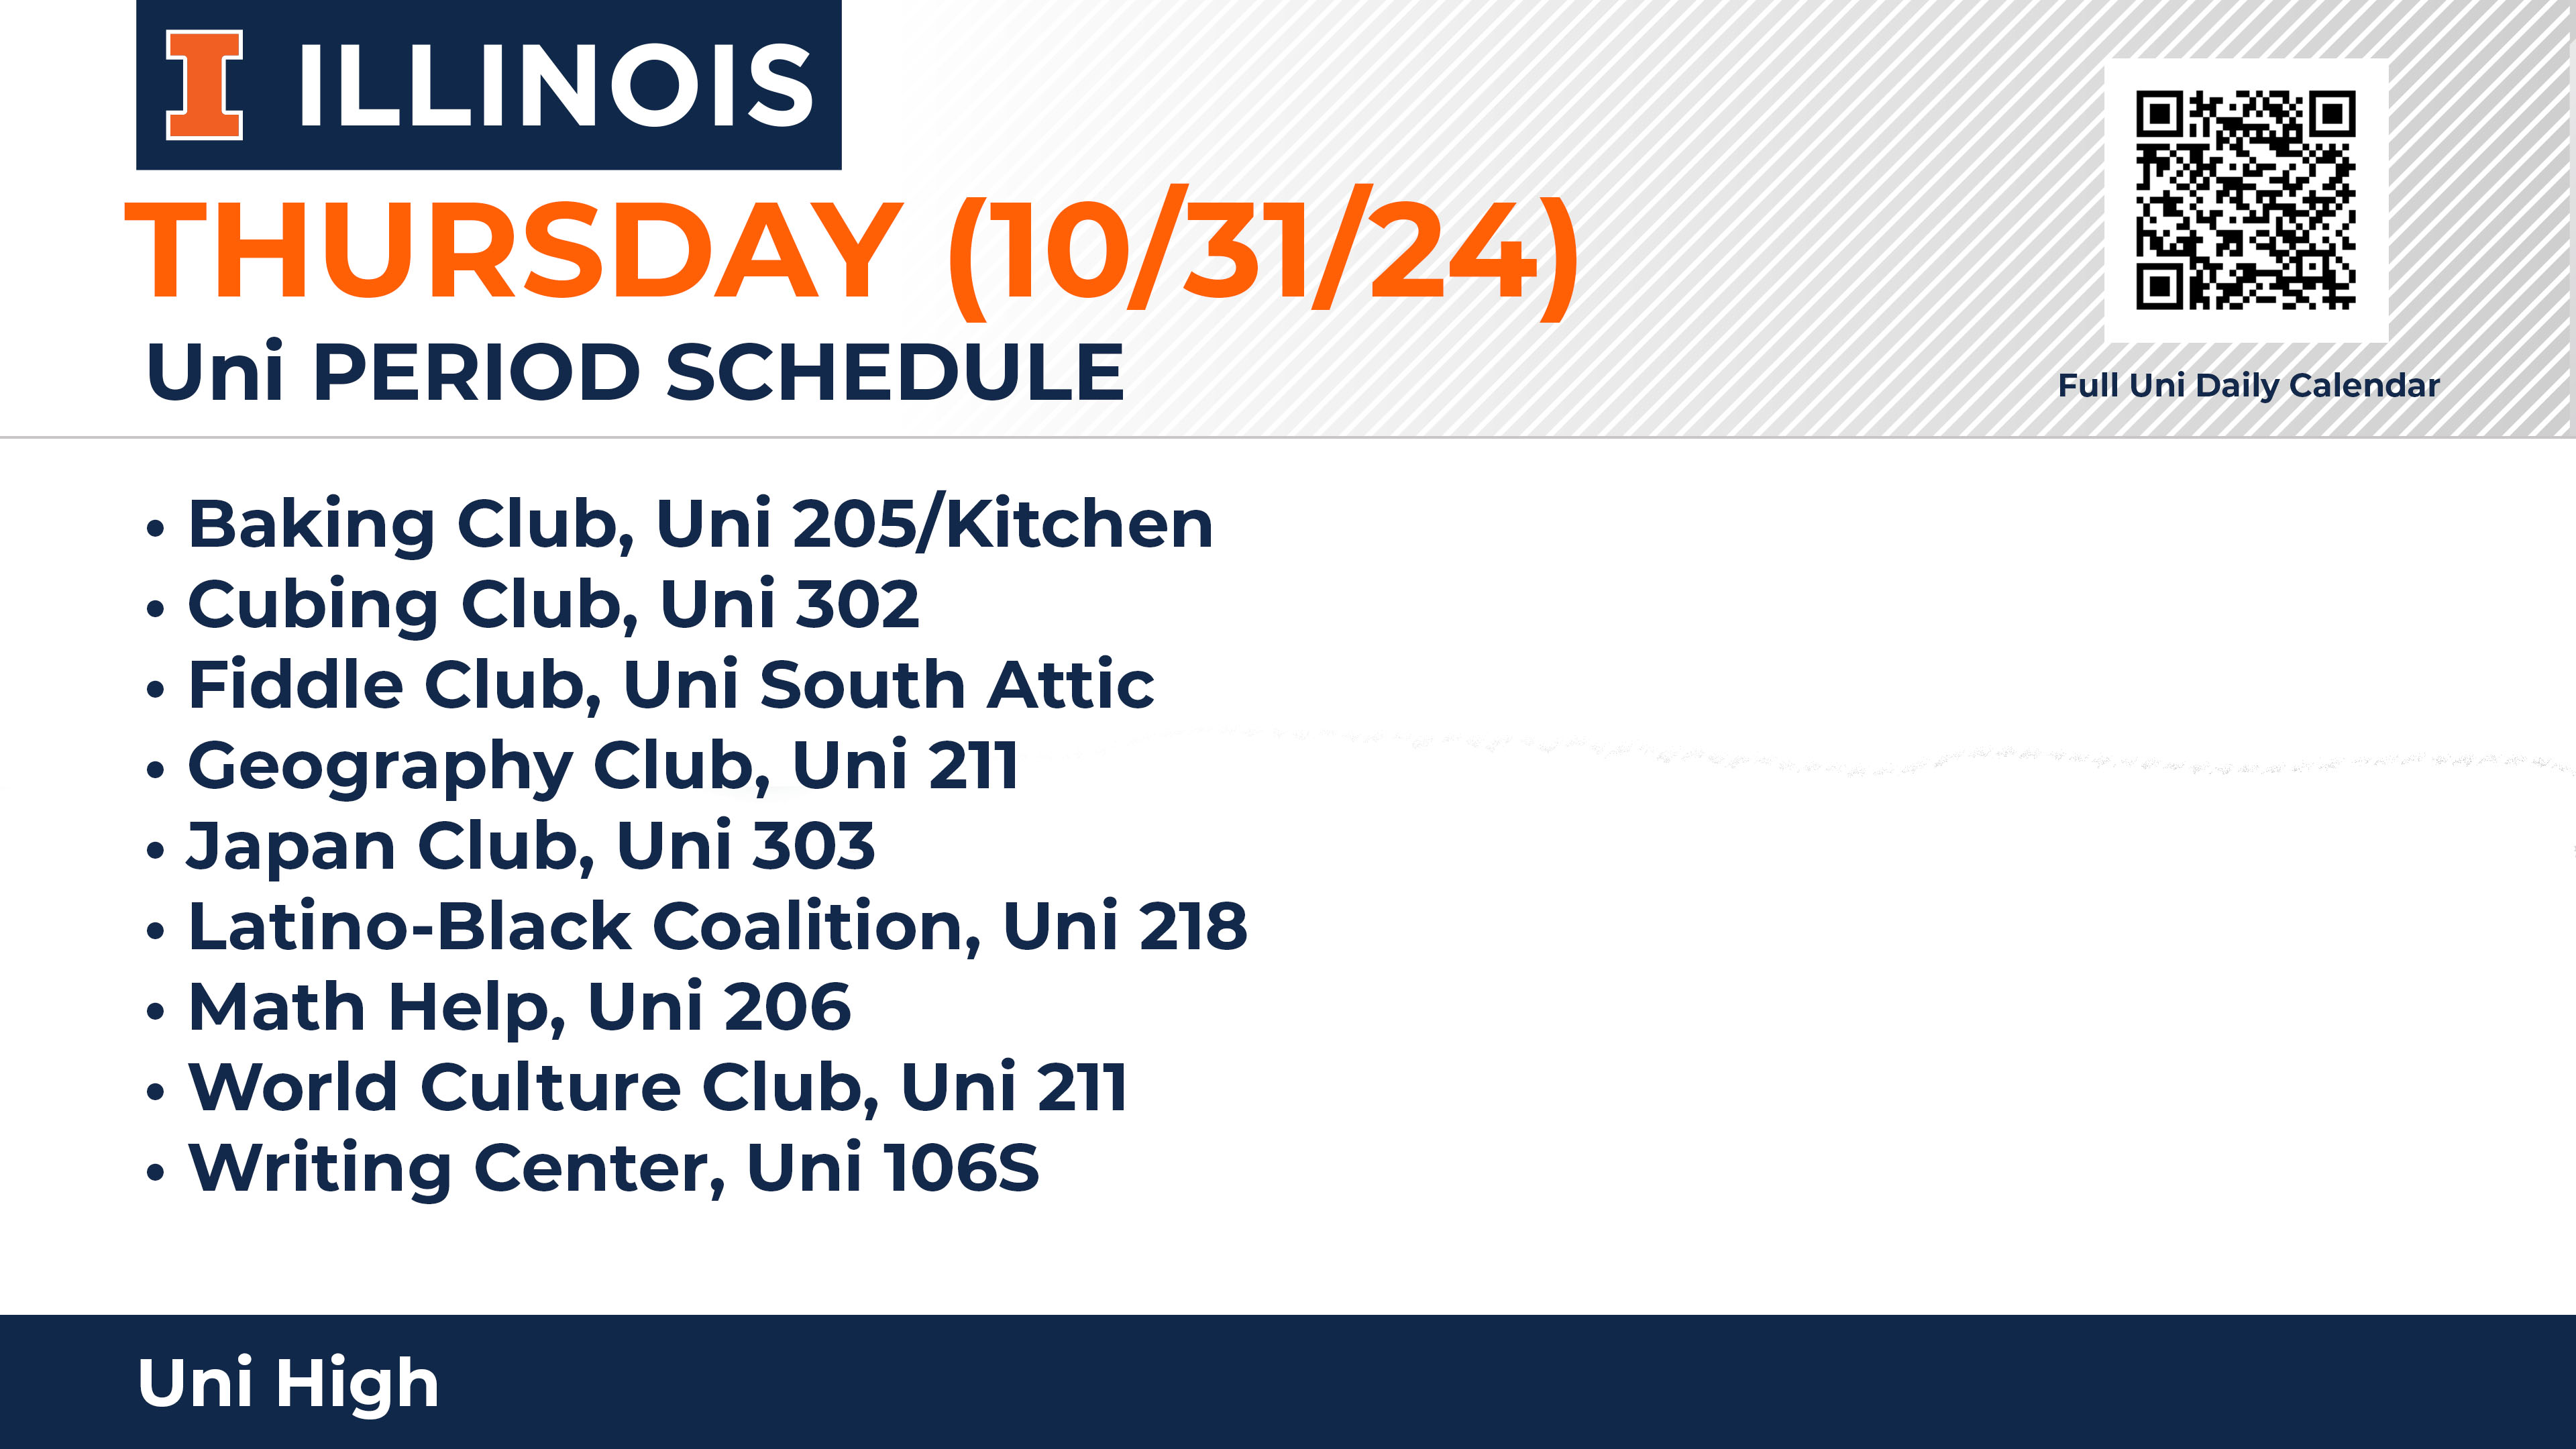 I ILLINOIS
THURSDAY (10/31/24)
Uni PERIOD SCHEDULE
Full Uni Daily Calendar
• Baking Club, Uni 205/Kitchen
• Cubing Club, Uni 302
• Fiddle Club, Uni South Attic
• Geography Club, Uni 211
• Japan Club, Uni 303
• Latino-Black Coalition, Uni 218
• Math Help, Uni 206
• World Culture Club, Uni 211
• Writing Center, Uni 106S
Uni High